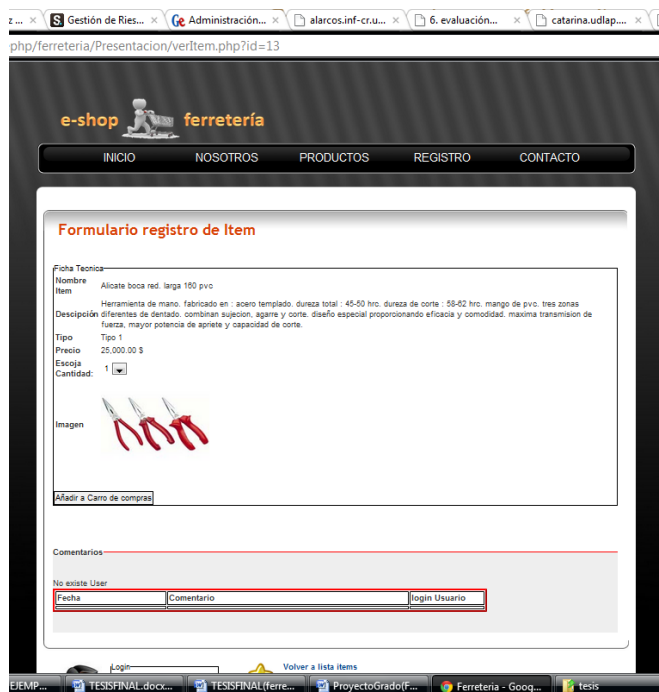 z ... × Gestión de Ries... × Administración... × alarcos.inf-cr.u... × 6. evaluación... × catarina.udlap.... ×
php/ferreteria/Presentacion/verItem.php?id=13
e-shop ferretería
INICIO NOSOTROS PRODUCTOS REGISTRO CONTACTO
Formulario registro de Item
Ficha Tecnica
Nombre Item Alicate boca red. larga 160 pvc
Herramienta de mano. fabricado en : acero templado. dureza total : 45-50 hrc. dureza de corte : 58-62 hrc. mango de pvc. tres zonas
Descipción diferentes de dentado. combinan sujecion, agarre y corte. diseño especial proporcionando eficacia y comodidad. maxima transmision de
fuerza, mayor potencia de apriete y capacidad de corte.
Tipo Tipo 1
Precio 25,000.00 $
Escoja
Cantidad: 1
Imagen
Añadir a Carro de compras
Comentarios
No existe User
Fecha Comentario login Usuario
Login Volver a lista items
EJEMP... TESISFINAL.docx... TESISFINAL(ferre... ProyectoGrado(F... Ferreteria - Goog... tesis